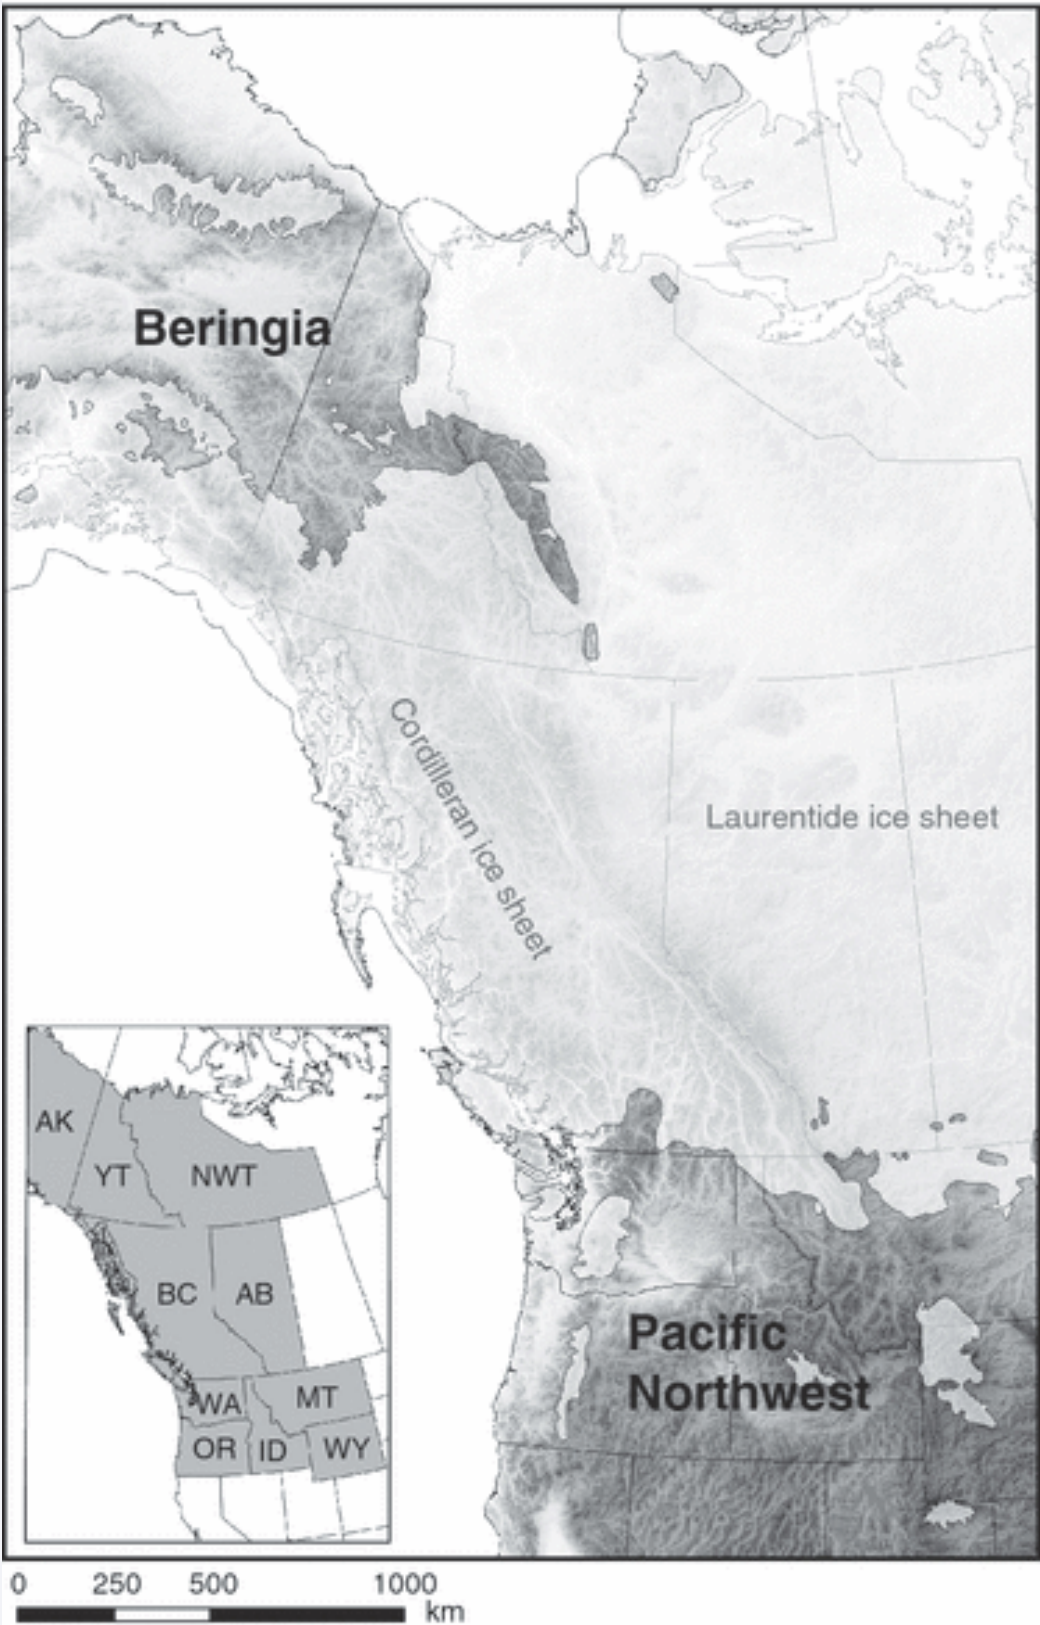 Beringia
Cordilleran ice sheet
Laurentide ice sheet
Pacific
Northwest
AK
YT
NWT
BC
AB
WA
MT
OR
ID
WY
0 250 500 1000
km